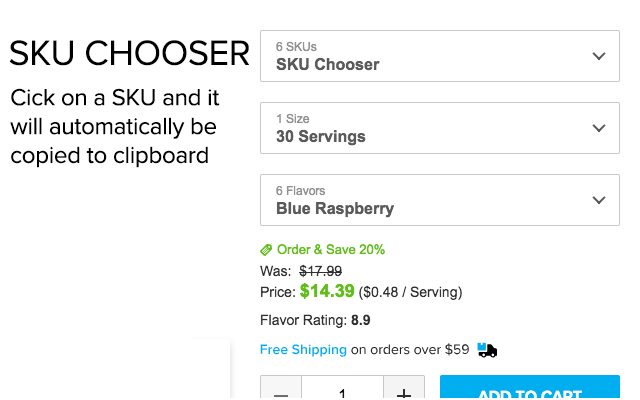 SKU CHOOSER
Cick on a SKU and it
will automatically be
copied to clipboard
6 SKUs
SKU Chooser
1 Size
30 Servings
6 Flavors
Blue Raspberry
Order & Save 20%
Was: $17.99
Price: $14.39 ($0.48 / Serving)
Flavor Rating: 8.9
Free Shipping on orders over $59
− 1 + ADD TO CART